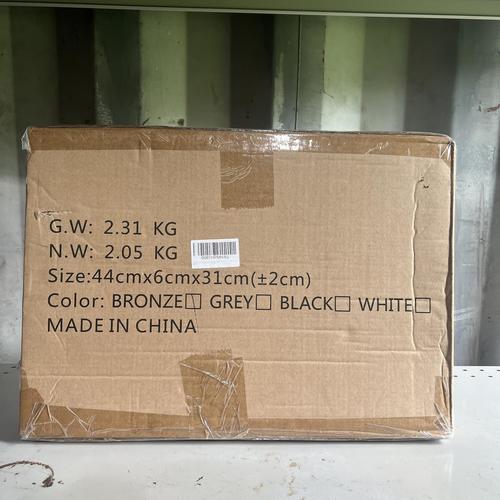 G.W: 2.31 KG
N.W: 2.05 KG
Size:44cmx6cmx31cm(±2cm)
Color: BRONZE☐ GREY☐ BLACK☐ WHITE☐
MADE IN CHINA